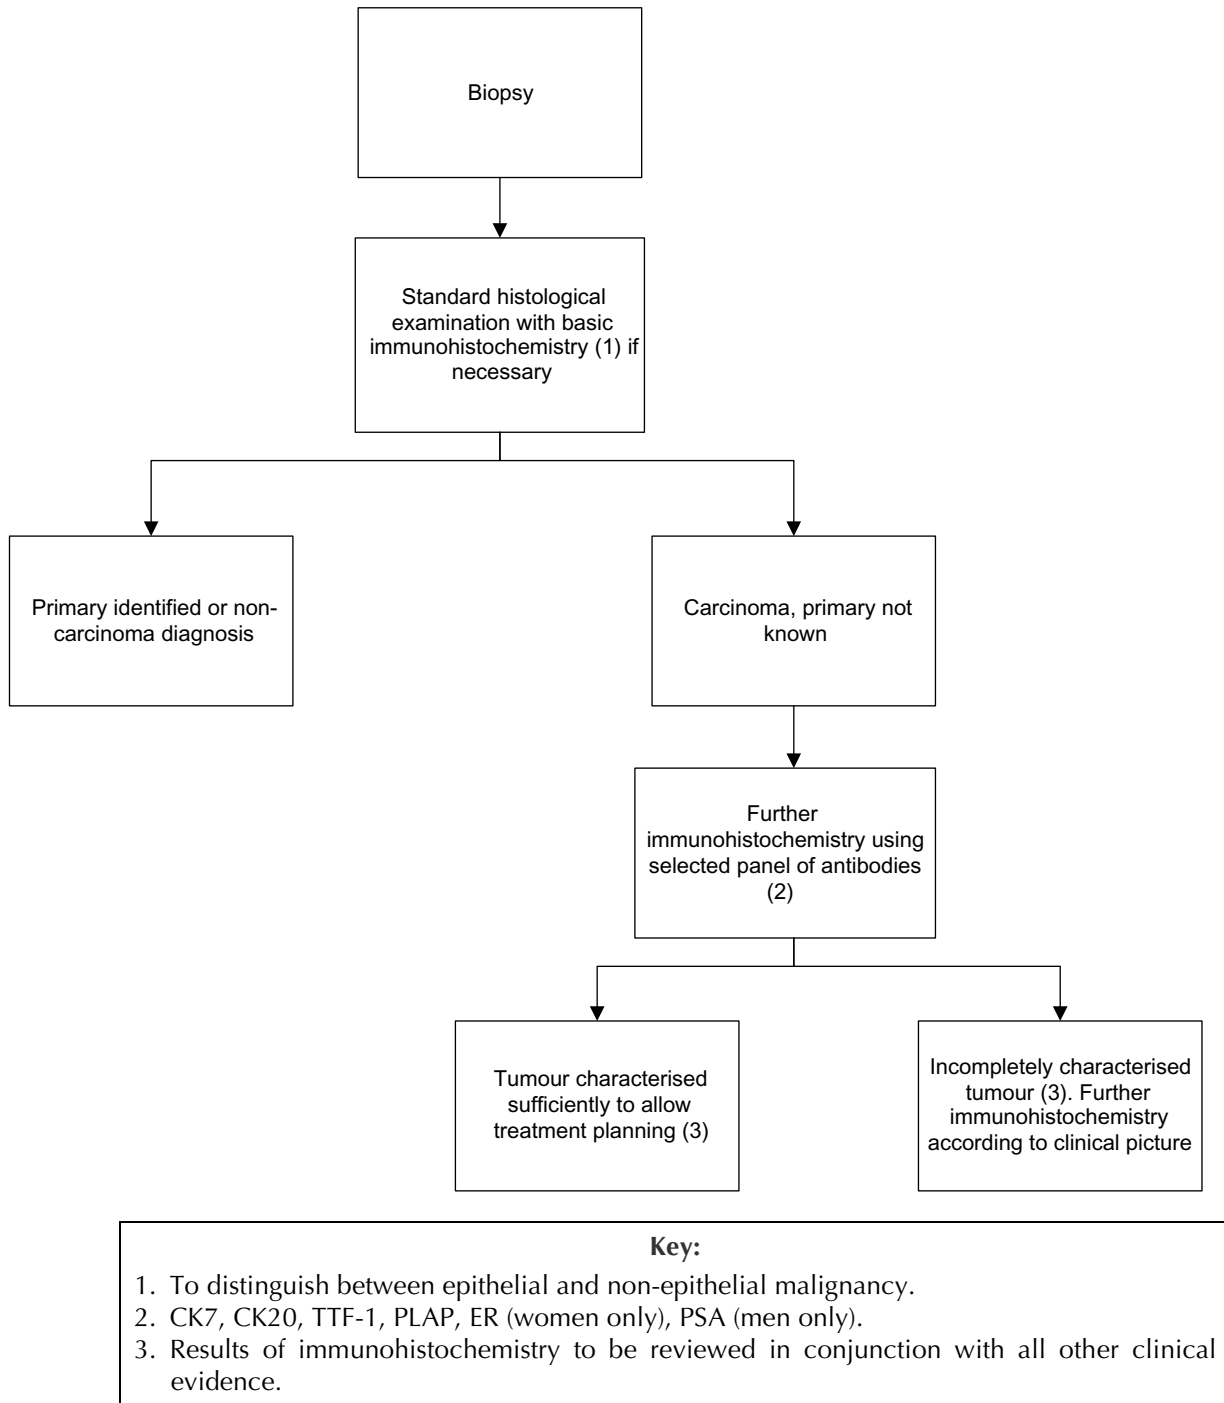 Biopsy
Standard histological
examination with basic
immunohistochemistry (1) if
necessary
Primary identified or non-
carcinoma diagnosis
Carcinoma, primary not
known
Further
immunohistochemistry using
selected panel of antibodies
(2)
Tumour characterised
sufficiently to allow
treatment planning (3)
Incompletely characterised
tumour (3). Further
immunohistochemistry
according to clinical picture
Key:
1. To distinguish between epithelial and non-epithelial malignancy.
2. CK7, CK20, TTF-1, PLAP, ER (women only), PSA (men only).
3. Results of immunohistochemistry to be reviewed in conjunction with all other clinical
evidence.